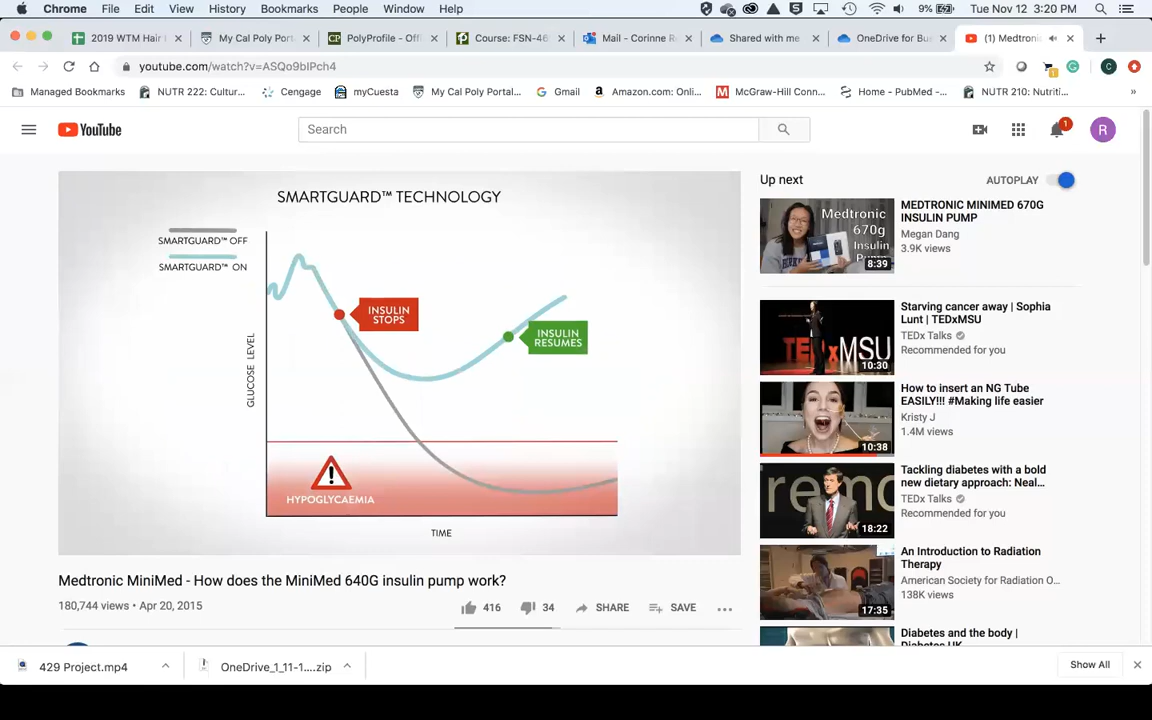 Chrome File Edit View History Bookmarks People Window Help 9% Tue Nov 12 3:20 PM
2019 WTM Hair My Cal Poly Port PolyProfile - Offi Course: FSN-46 Mail - Corinne R Shared with me OneDrive for Bu (1) Medtronic
youtube.com/watch?v=ASQo9bIPch4 C
Managed Bookmarks NUTR 222: Cultur... Cengage myCuesta My Cal Poly Portal... Gmail Amazon.com: Onli... McGraw-Hill Conn... Home - PubMed -... NUTR 210: Nutriti... »
YouTube Search 1 R
SMARTGUARD™ TECHNOLOGY
SMARTGUARD™ OFF
SMARTGUARD™ ON
INSULIN
STOPS
INSULIN
RESUMES
GLUCOSE LEVEL
HYPOGLYCAEMIA
TIME
Medtronic MiniMed - How does the MiniMed 640G insulin pump work?
180,744 views • Apr 20, 2015
416 34 SHARE SAVE
Up next AUTOPLAY
Medtronic
670g
Insulin
8:39
MEDTRONIC MINIMED 670G
INSULIN PUMP
Megan Dang
3.9K views
TEDxMSU
10:30
Starving cancer away | Sophia
Lunt | TEDxMSU
TEDx Talks
Recommended for you
10:38
How to insert an NG Tube
EASILY!!! #Making life easier
Kristy J
1.4M views
18:22
Tackling diabetes with a bold
new dietary approach: Neal...
TEDx Talks
Recommended for you
17:35
An Introduction to Radiation
Therapy
American Society for Radiation O...
138K views
Diabetes and the body |
Diabetes UK
429 Project.mp4 OneDrive_1_11-1....zip Show All